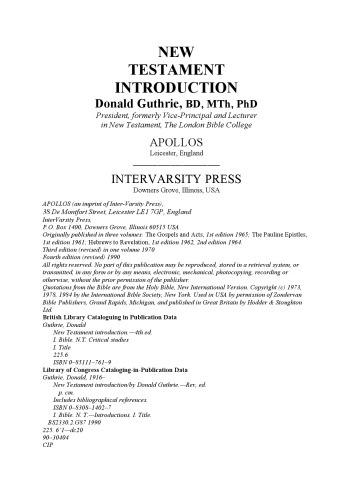 NEW
TESTAMENT
INTRODUCTION
Donald Guthrie, BD, MTh, PhD
President, formerly Vice-Principal and Lecturer
in New Testament, The London Bible College
APOLLOS
Leicester, England
INTERVARSITY PRESS
Downers Grove, Illinois, USA
APOLLOS (an imprint of Inter-Varsity Press),
38 De Montfort Street, Leicester LE1 7GP, England
InterVarsity Press,
P.O. Box 1400, Downers Grove, Illinois 60515 USA
Originally published in three volumes: The Gospels and Acts, 1st edition 1965; The Pauline Epistles,
1st edition 1961; Hebrews to Revelation, 1st edition 1962, 2nd edition 1964.
Third edition (revised) in one volume 1970
Fourth edition (revised) 1990
All rights reserved. No part of this publication may be reproduced, stored in a retrieval system, or
transmitted, in any form or by any means, electronic, mechanical, photocopying, recording or
otherwise, without the prior permission of the publisher.
Quotations from the Bible are from the Holy Bible, New International Version. Copyright (c) 1973,
1978, 1984 by the International Bible Society, New York. Used in USA by permission of Zondervan
Bible Publishers, Grand Rapids, Michigan, and published in Great Britain by Hodder & Stoughton
Ltd.
British Library Cataloguing in Publication Data
Guthrie, Donald
New Testament introduction.—4th ed.
1. Bible. N.T. Critical studies
I. Title
225.6
ISBN 0–85111–761–9
Library of Congress Cataloging-in-Publication Data
Guthrie, Donald, 1916–
New Testament introduction/by Donald Guthrie.—Rev. ed.
p. cm.
Includes bibliographical references.
ISBN 0–8308–1402–7
1. Bible. N. T.—Introductions. I. Title.
BS2330.2.G87 1990
225. 6′1—dc20
90–30404
CIP